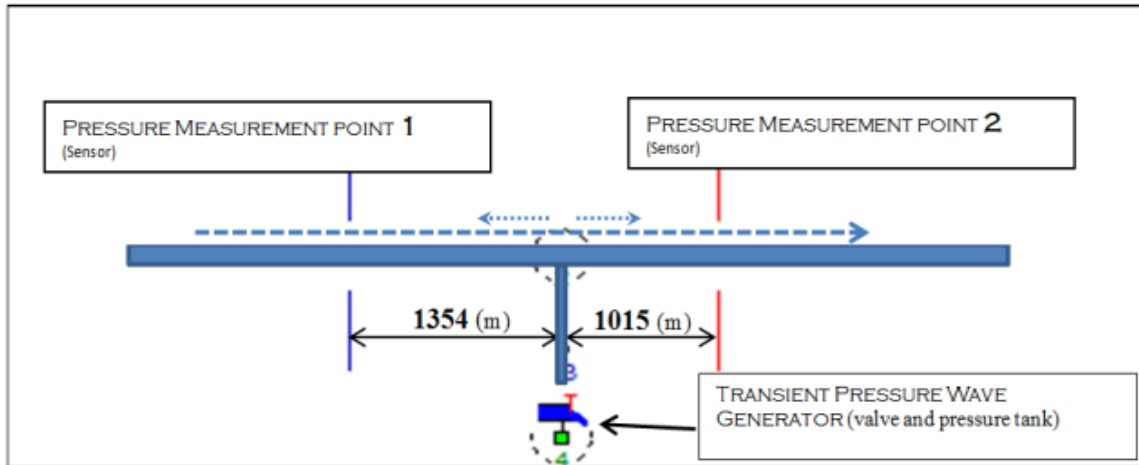 PRESSURE MEASUREMENT POINT 1
(Sensor)
PRESSURE MEASUREMENT POINT 2
(Sensor)
1354 (m)
1015 (m)
3
TRANSIENT PRESSURE WAVE
GENERATOR (valve and pressure tank)
4